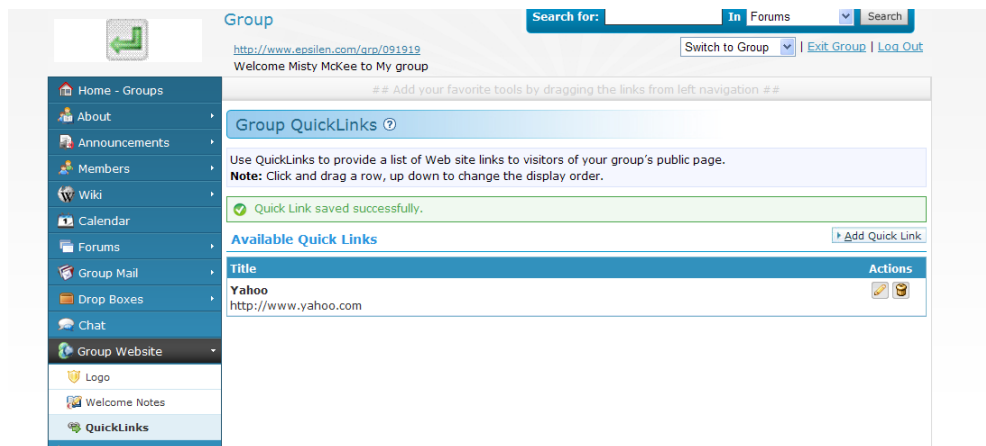 Group
Search for: In Forums Search
http://www.epsilen.com/grp/091919
Switch to Group | Exit Group | Log Out
Welcome Misty McKee to My group
## Add your favorite tools by dragging the links from left navigation ##
Home - Groups
About
Announcements
Members
Wiki
Calendar
Forums
Group Mail
Drop Boxes
Chat
Group Website
Logo
Welcome Notes
QuickLinks
Group QuickLinks ?
Use QuickLinks to provide a list of Web site links to visitors of your group's public page.
Note: Click and drag a row, up down to change the display order.
Quick Link saved successfully.
Available Quick Links
Add Quick Link
Title Actions
Yahoo
http://www.yahoo.com